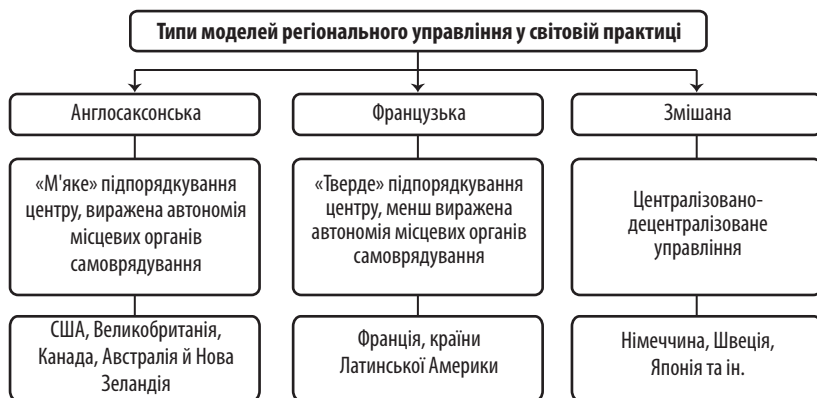 Типи моделей регіонального управління у світовій практиці
Англосаксонська
Французька
Змішана
«М'яке» підпорядкування
центру, виражена автономія
місцевих органів
самоврядування
«Тверде» підпорядкування
центру, менш виражена
автономія місцевих органів
самоврядування
Централізовано-
децентралізоване
управління
США, Великобританія,
Канада, Австралія й Нова
Зеландія
Франція, країни
Латинської Америки
Німеччина, Швеція,
Японія та ін.